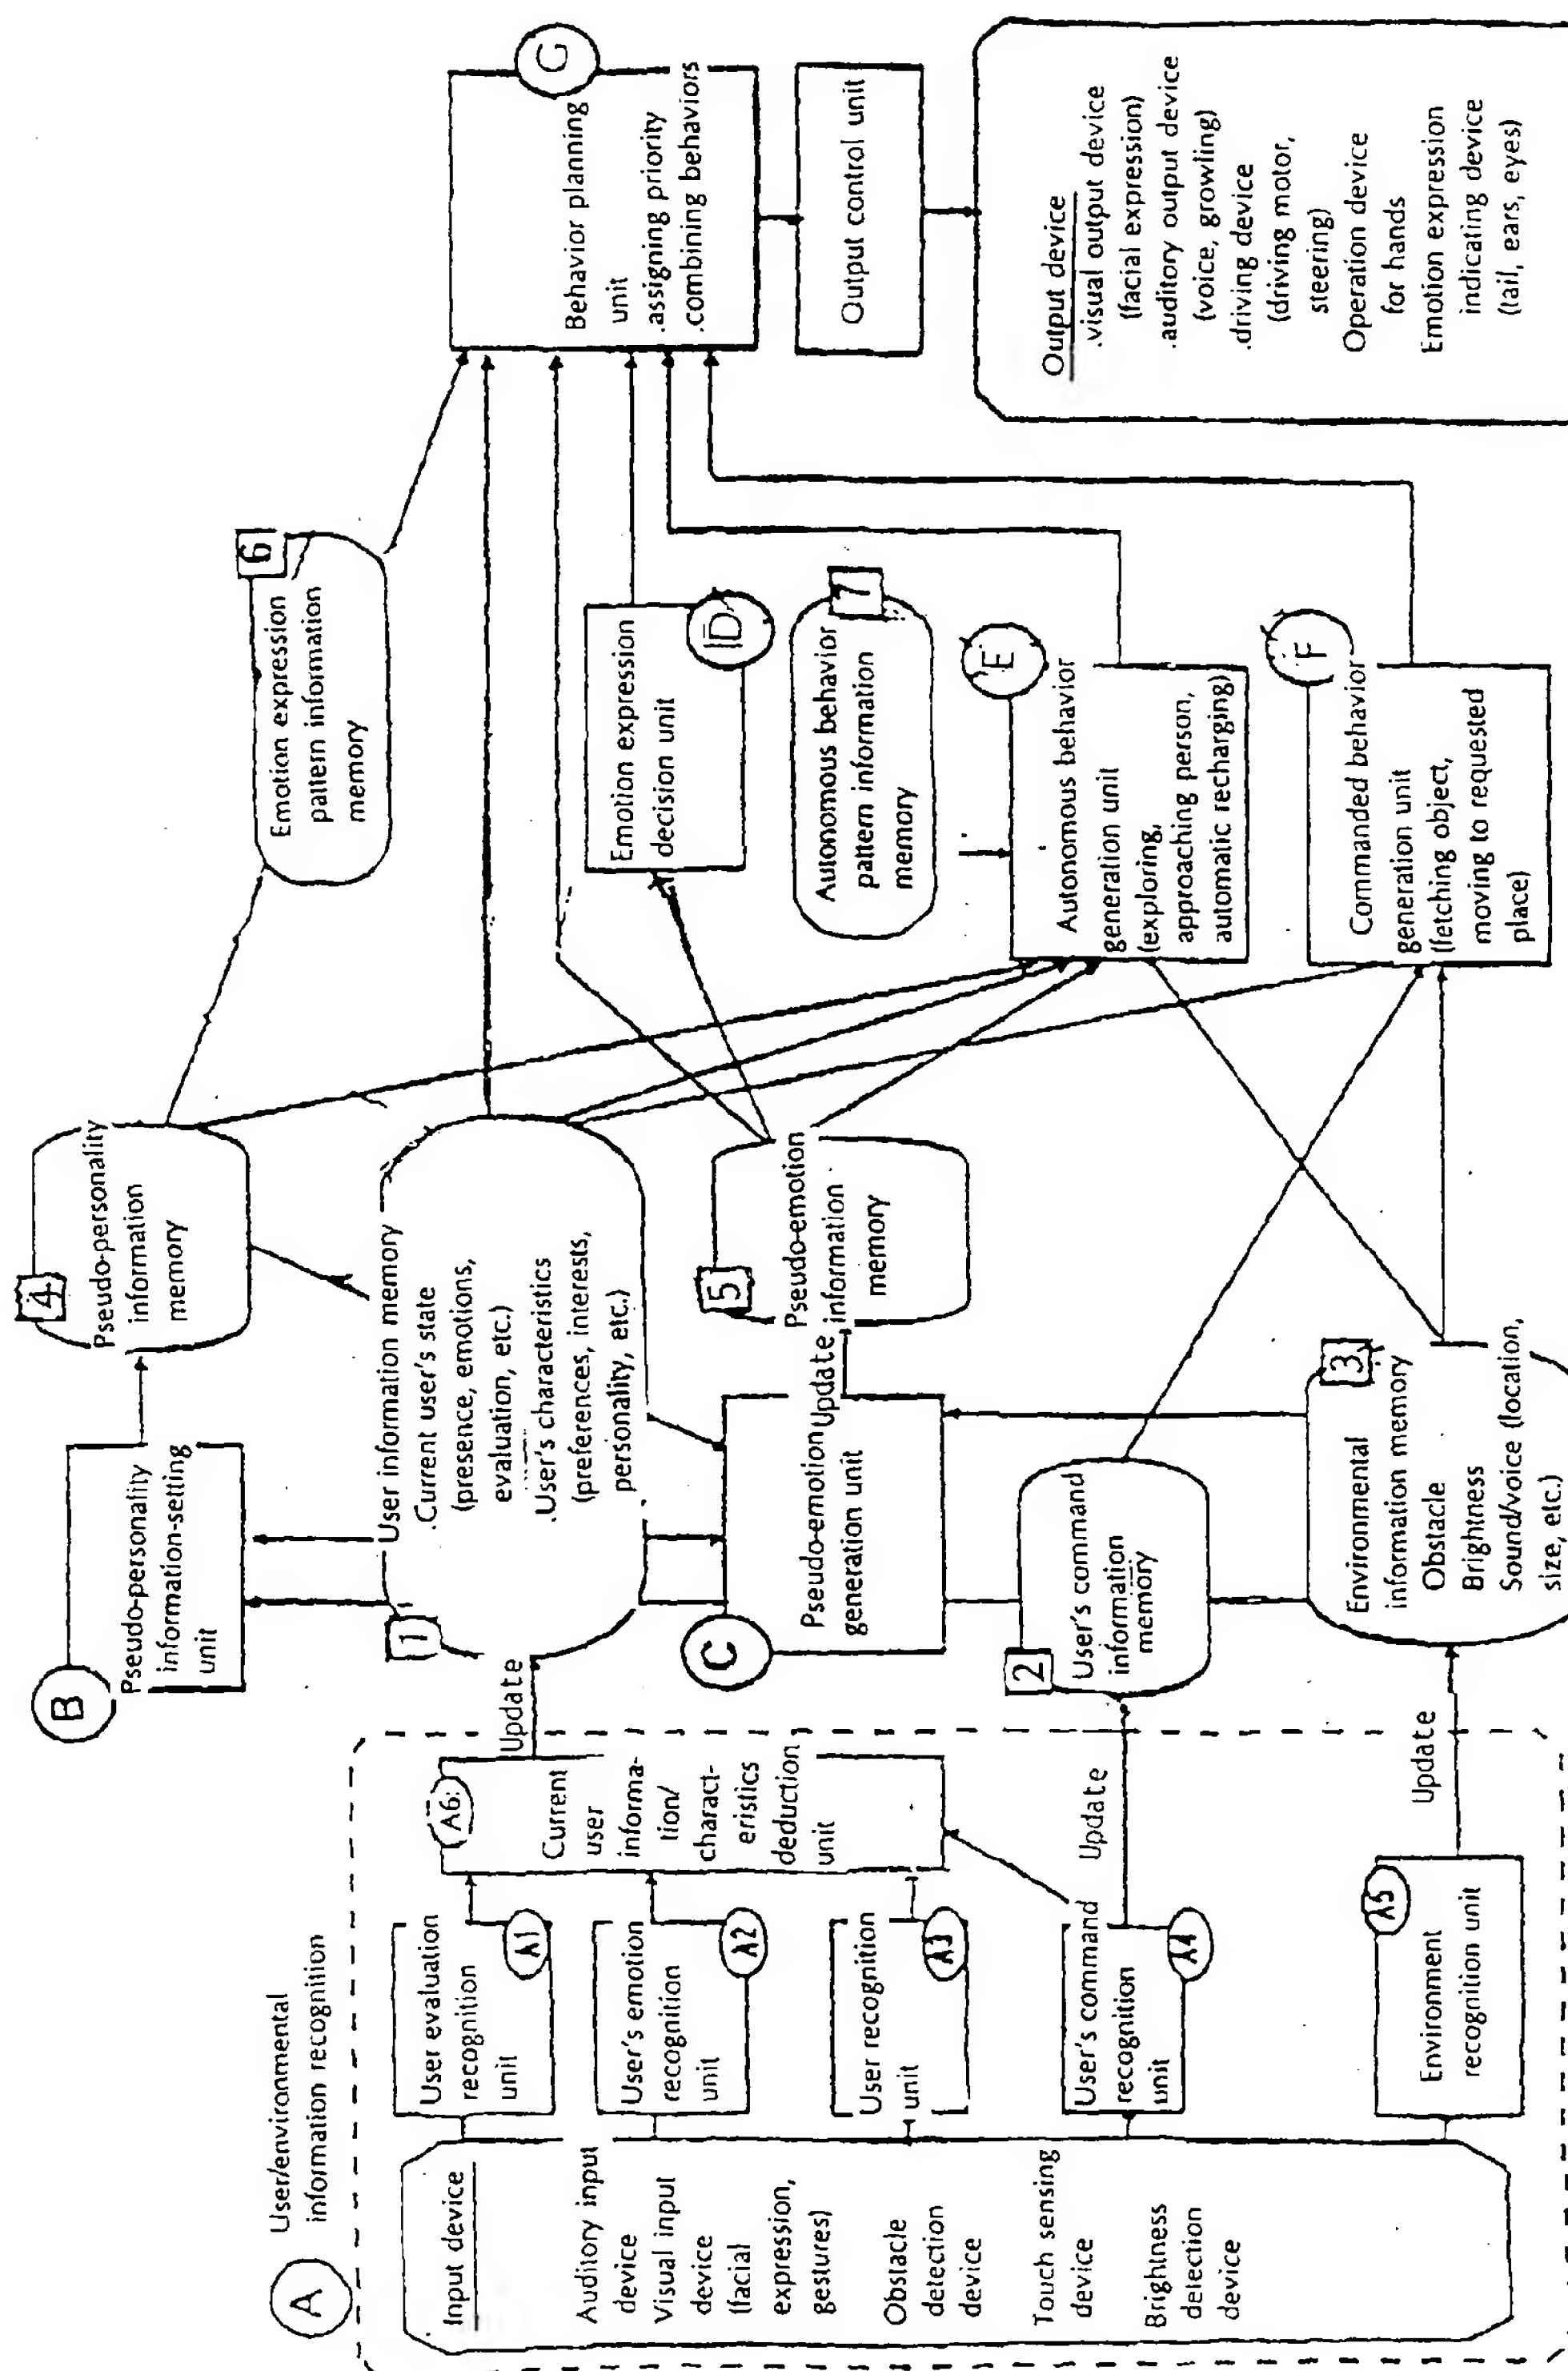 A
User/environmental
information recognition
Input device
Auditory input
device
Visual input
device
(facial
expression,
gestures)
Obstacle
detection
device
Touch sensing
device
Brightness
detection
device
User evaluation
recognition
unit
A1
User's emotion
recognition
unit
A2
User recognition
unit
A3
User's command
recognition
unit
A4
Environment
recognition unit
A5
A6:
Current
user
informa-
tion/
charact-
eristics
deduction
unit
Update
Update
Update
B
Pseudo-personality
information-setting
unit
1
User information memory
.Current user's state
(presence, emotions,
evaluation, etc.)
.User's characteristics
(preferences, interests,
personality, etc.)
C
Pseudo-emotion
generation unit
Update
2
User's command
information
memory
3
Environmental
information memory
Obstacle
Brightness
Sound/voice (location,
size, etc.)
4
Pseudo-personality
information
memory
5
Pseudo-emotion
information
memory
6
Emotion expression
pattern information
memory
Emotion expression
decision unit
D
7
Autonomous behavior
pattern information
memory
E
Autonomous behavior
generation unit
(exploring,
approaching person,
automatic recharging)
F
Commanded behavior
generation unit
(fetching object,
moving to requested
place)
G
Behavior planning
unit
.assigning priority
.combining behaviors
Output control unit
Output device
.visual output device
(facial expression)
.auditory output device
(voice, growling)
.driving device
(driving motor,
steering)
Operation device
for hands
Emotion expression
indicating device
(tail, ears, eyes)